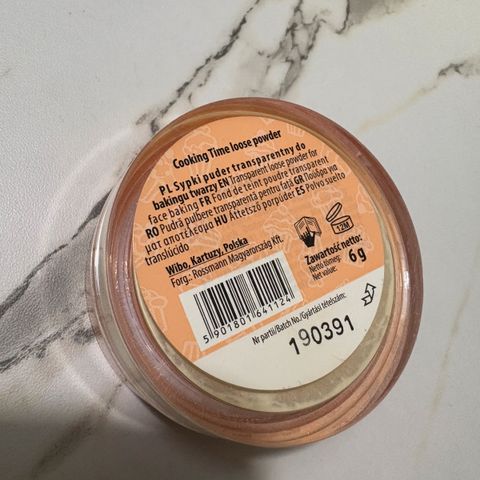 Cooking Time loose powder
PL Sypki puder transparentny do
bakingu twarzy EN Transparent loose powder for
face baking FR Fond de teint poudre transparent
RO Pudră pulbere transparentă pentru față GR Πούδρα για
ματ αποτέλεσμα HU Áttetsző porpúder ES Polvo suelto
translúcido
Wibo, Kartuzy, Polska
Forg.: Rossmann Magyarország Kft.
12M
Zawartość netto:
Nettó tömeg:
Net value:
6 g
5901801641124
Nr partii/Batch No./Gyártási tételszám:
190391